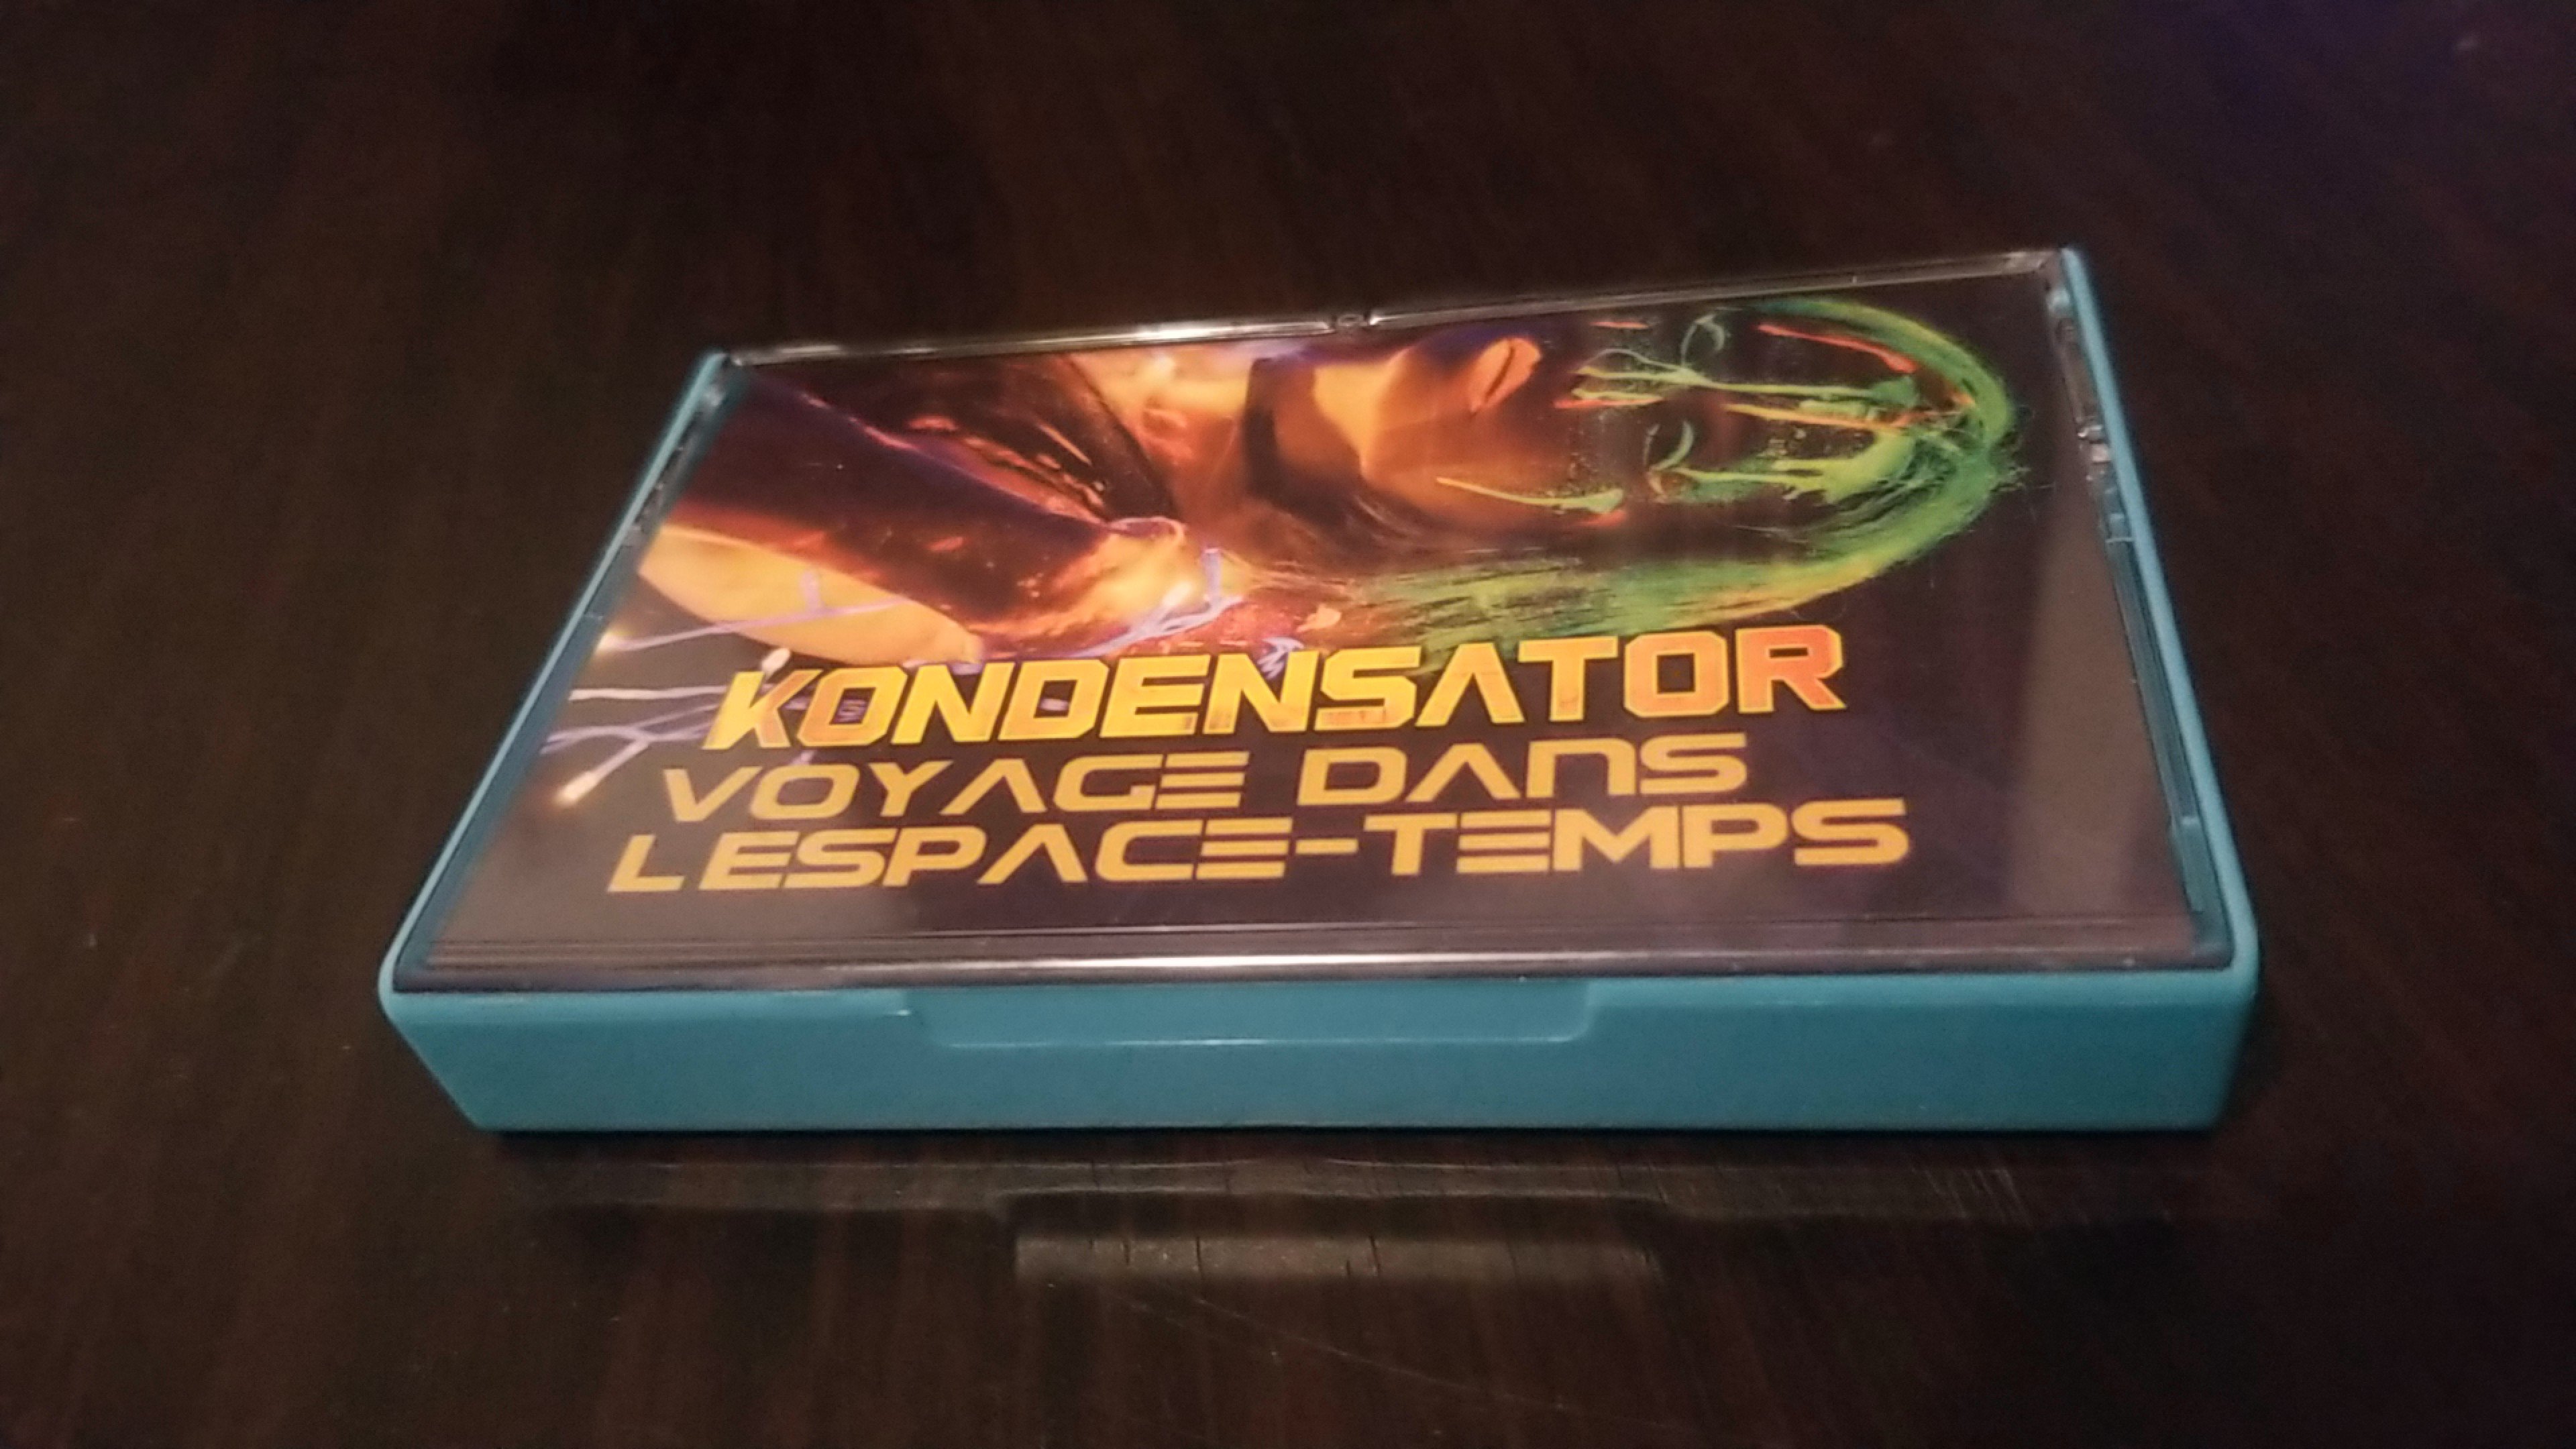 KONDENSATOR
VOYAGE DANS
LESPACE-TEMPS